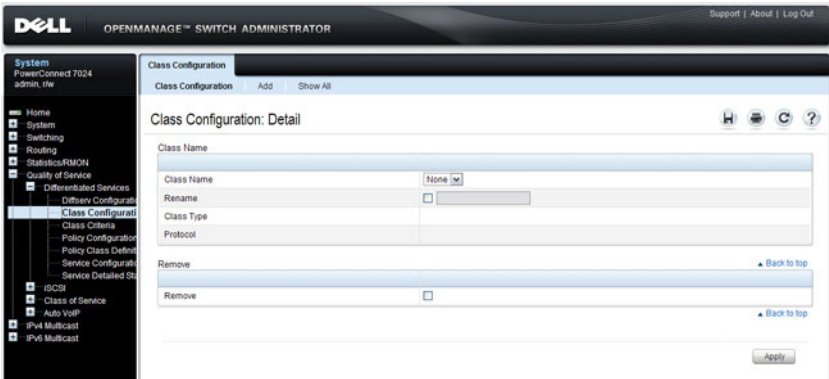 Support | About | Log Out
DELL
OPENMANAGE™ SWITCH ADMINISTRATOR
System
PowerConnect 7024
admin, r/w
Home
System
Switching
Routing
Statistics/RMON
Quality of Service
Differentiated Services
Diffserv Configurati
Class Configurati
Class Criteria
Policy Configuration
Policy Class Definit
Service Configuratio
Service Detailed Sta
iSCSI
Class of Service
Auto VoIP
IPv4 Multicast
IPv6 Multicast
Class Configuration
Class Configuration Add Show All
Class Configuration: Detail
Class Name
Class Name None
Rename
Class Type
Protocol
Remove
Back to top
Remove
Back to top
Apply